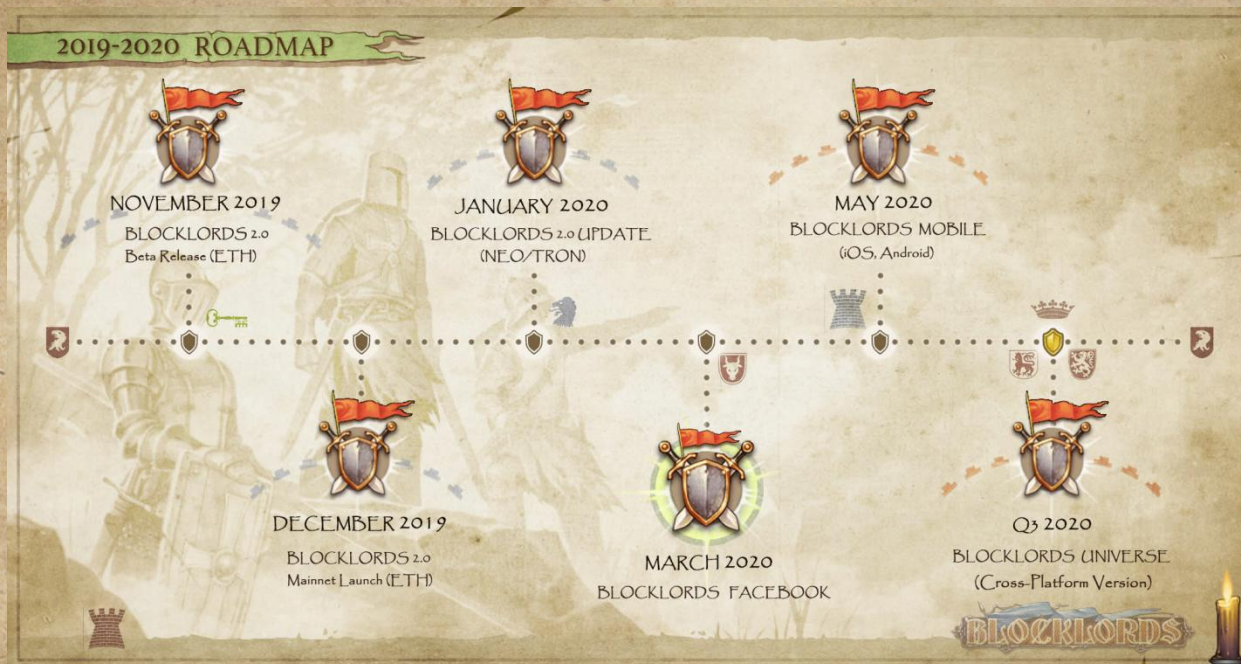 2019-2020 ROADMAP
NOVEMBER 2019
BLOCKLORDS 2.0
Beta Release (ETH)
JANUARY 2020
BLOCKLORDS 2.0 UPDATE
(NEO/TRON)
MAY 2020
BLOCKLORDS MOBILE
(iOS, Android)
DECEMBER 2019
BLOCKLORDS 2.0
Mainnet Launch (ETH)
MARCH 2020
BLOCKLORDS FACEBOOK
Q3 2020
BLOCKLORDS UNIVERSE
(Cross-Platform Version)
BLOCKLORDS